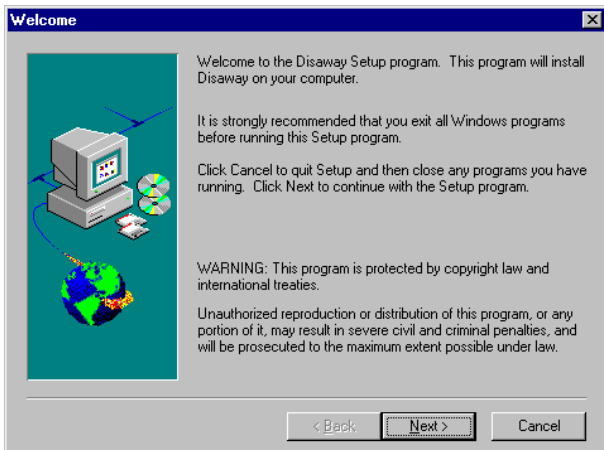 Welcome
Welcome to the Disaway Setup program. This program will install
Disaway on your computer.
It is strongly recommended that you exit all Windows programs
before running this Setup program.
Click Cancel to quit Setup and then close any programs you have
running. Click Next to continue with the Setup program.
WARNING: This program is protected by copyright law and
international treaties.
Unauthorized reproduction or distribution of this program, or any
portion of it, may result in severe civil and criminal penalties, and
will be prosecuted to the maximum extent possible under law.
< Back
Next >
Cancel